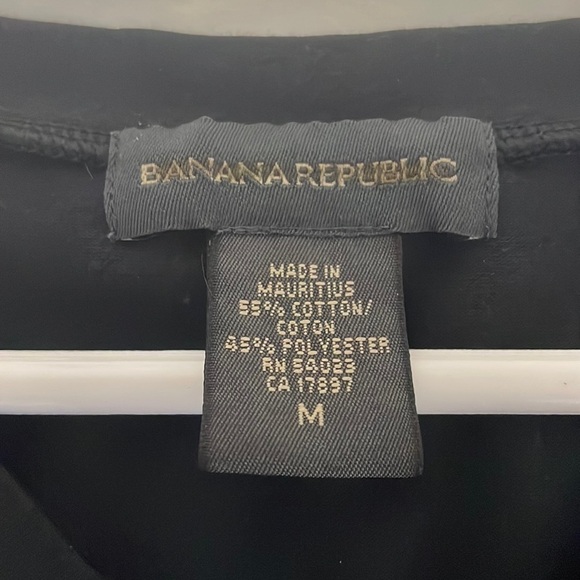 BANANA REPUBLIC
MADE IN
MAURITIUS
55% COTTON/
COTON
45% POLYESTER
RN 54023
CA 17897
M